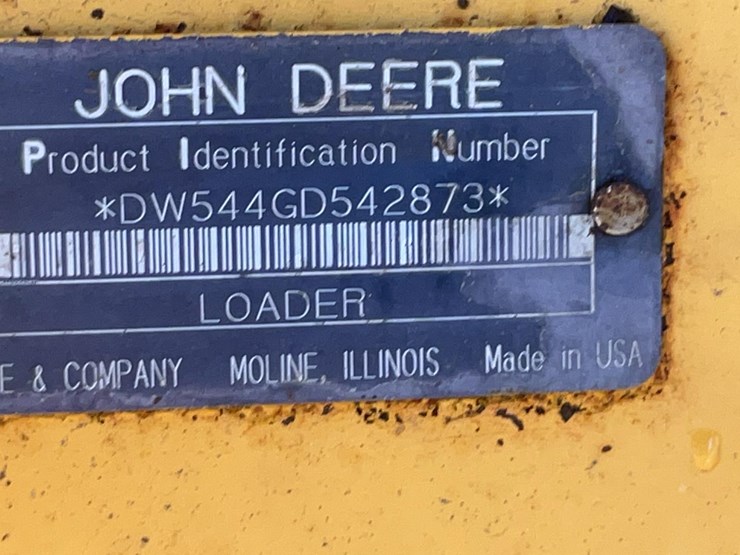 JOHN DEERE
Product Identification Number
*DW544GD542873*
LOADER
E & COMPANY MOLINE, ILLINOIS Made in USA